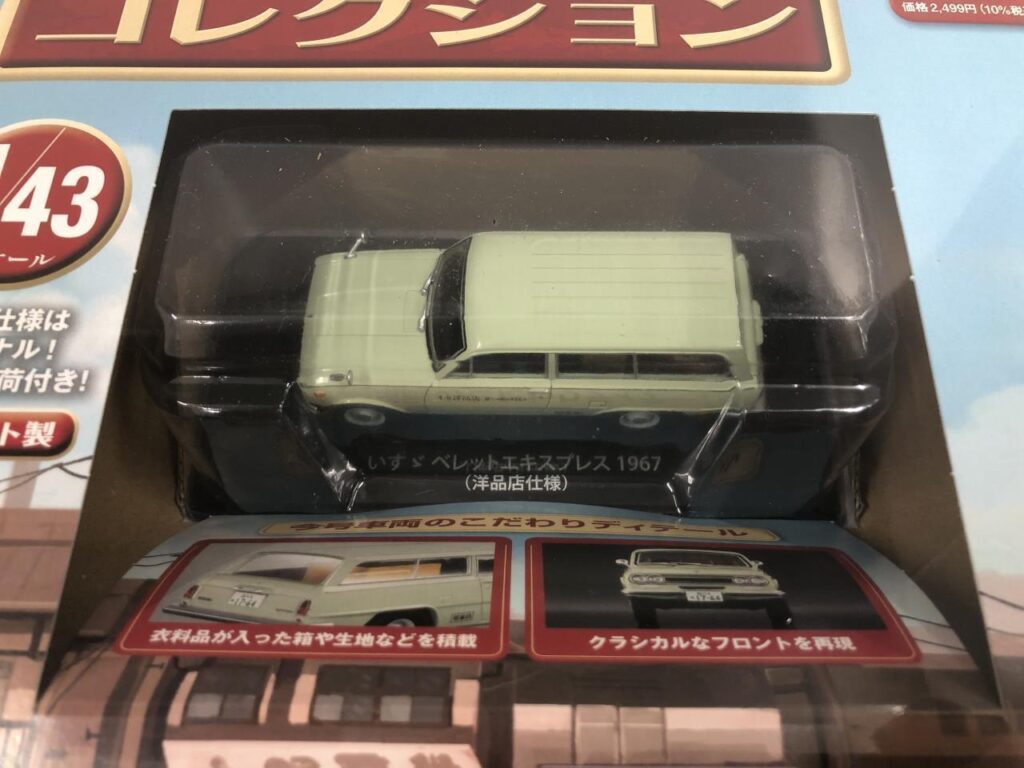 コレクション
価格2,499円(10%税
43
ール
仕様は
ナル!
荷付き!
ト製
いすゞ ベレットエキスプレス 1967
(洋品店仕様)
今号車両のこだわりディテール
衣料品が入った箱や生地などを積載
クラシカルなフロントを再現